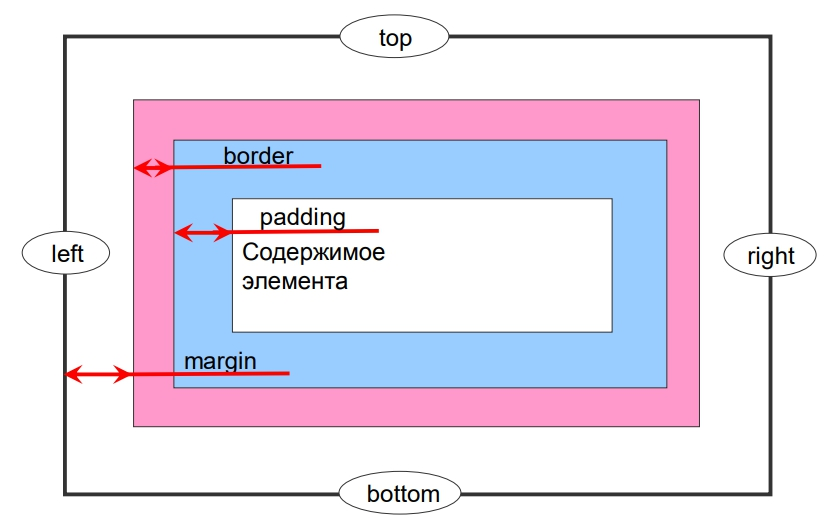 top
border
padding
left
Содержимое
right
элемента
margin
bottom